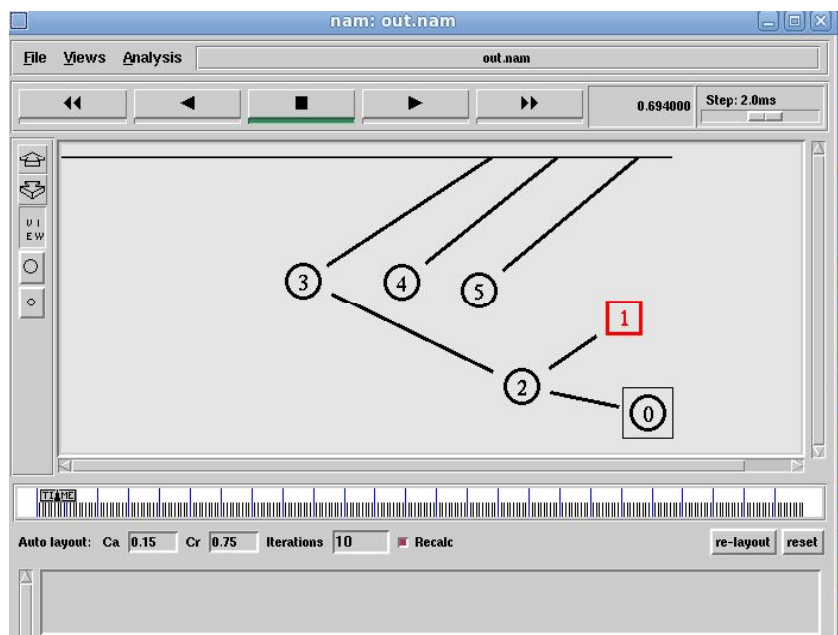 nam: out.nam
File Views Analysis out.nam
0.694000 Step: 2.0ms
V I
E W
3 4 5
1
2
0
TIME
Auto layout: Ca 0.15 Cr 0.75 Iterations 10 Recalc re-layout reset